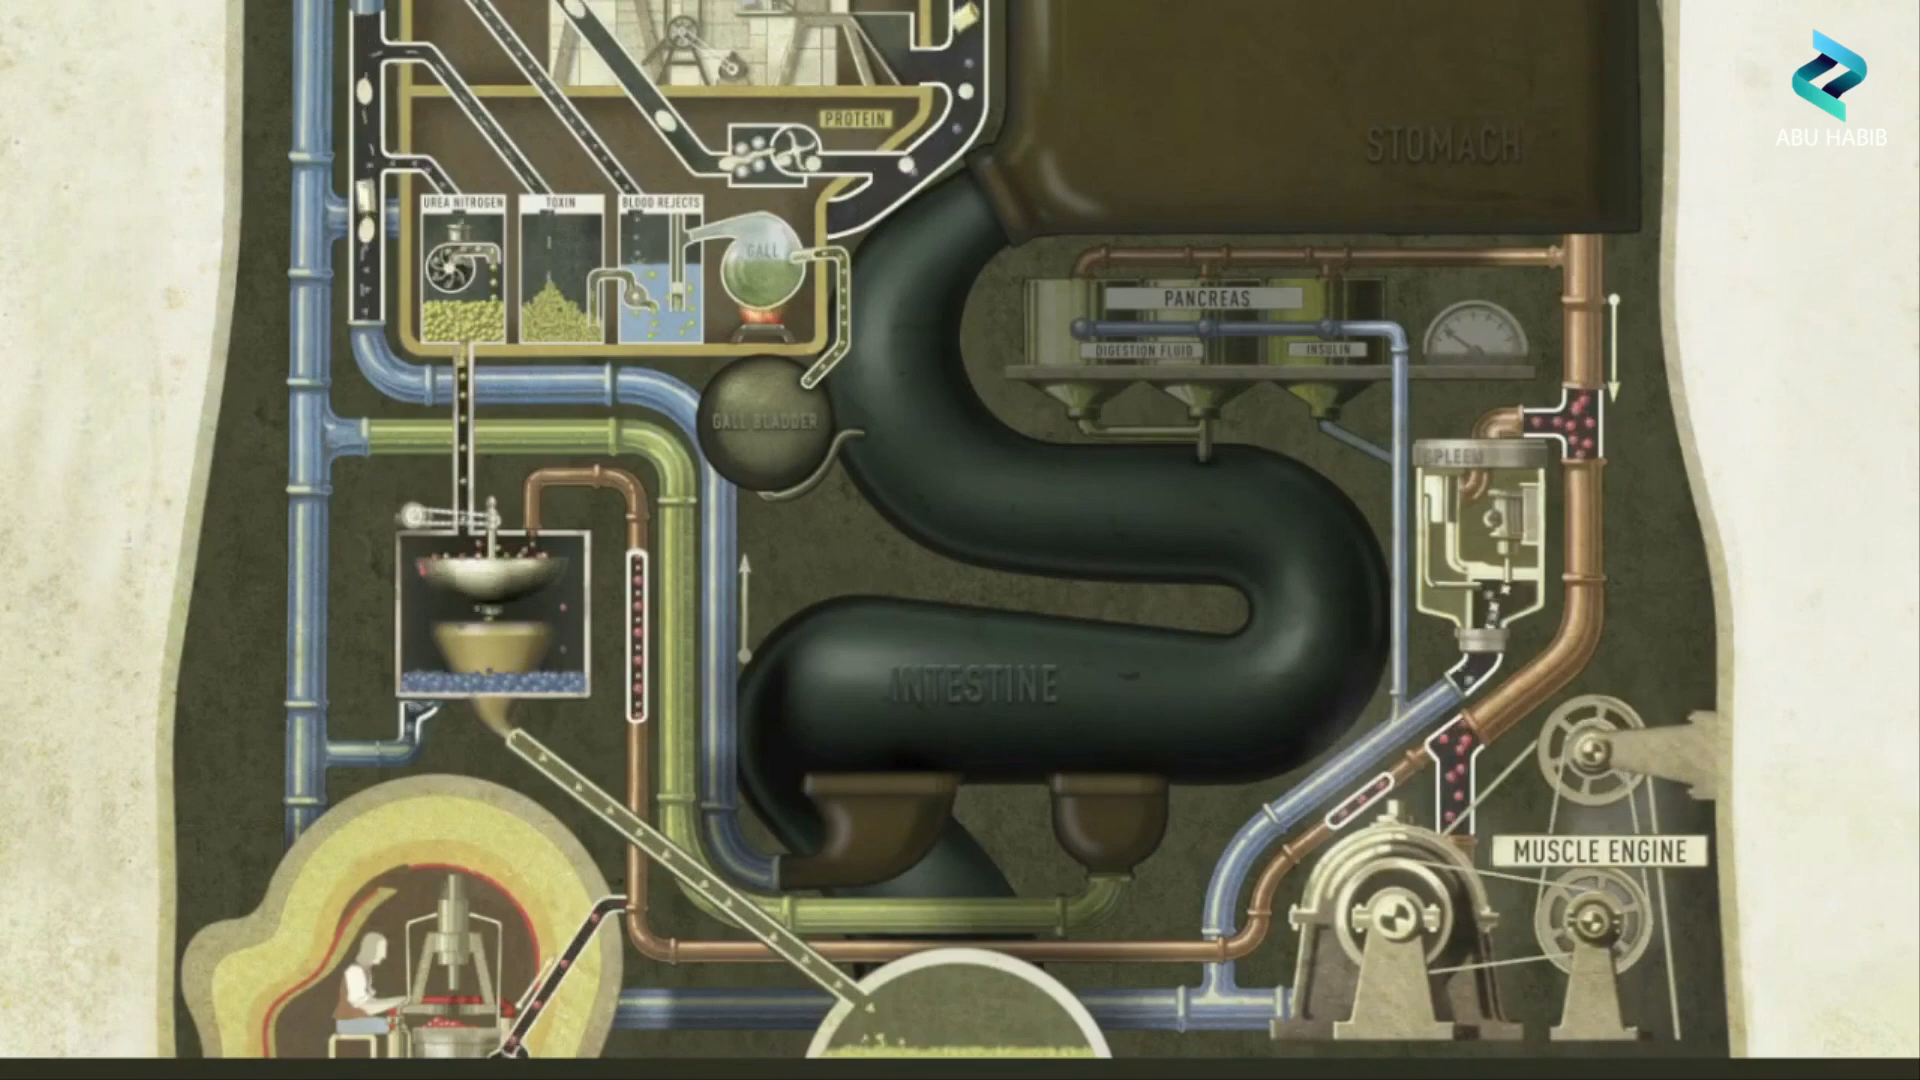 ABU HABIB
PROTEIN
STOMACH
UREA NITROGEN
TOXIN
BLOOD REJECTS
GALL
PANCREAS
DIGESTION FLUID
INSULIN
GALL BLADDER
SPLEEN
INTESTINE
MUSCLE ENGINE